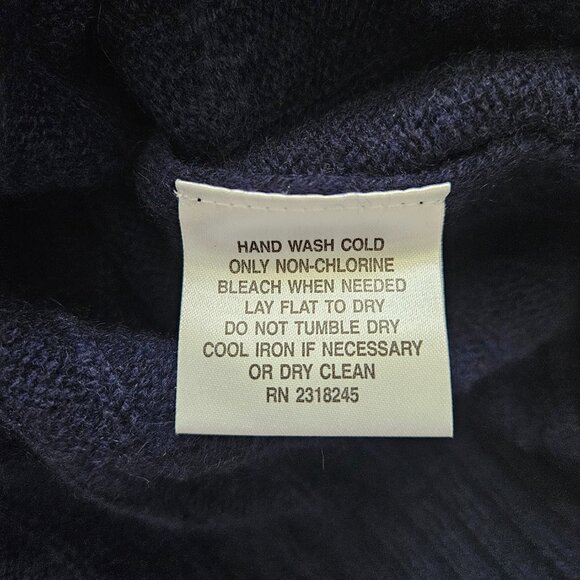 HAND WASH COLD
ONLY NON-CHLORINE
BLEACH WHEN NEEDED
LAY FLAT TO DRY
DO NOT TUMBLE DRY
COOL IRON IF NECESSARY
OR DRY CLEAN
RN 2318245